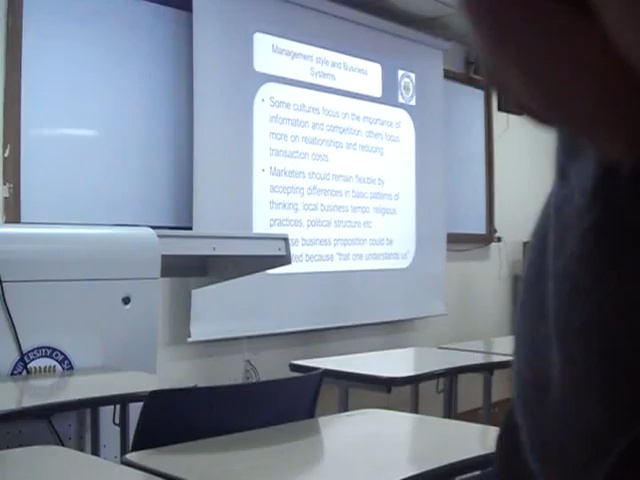 Management style and Business
Systems
• Some cultures focus on the importance of
information and competition, others focus
more on relationships and reducing
transaction costs.
• Marketers should remain flexible by
accepting differences in basic patterns of
thinking, local business tempo, religious
practices, political structure etc
business proposition could be
because "that one understands us"
UNIVERSITY OF